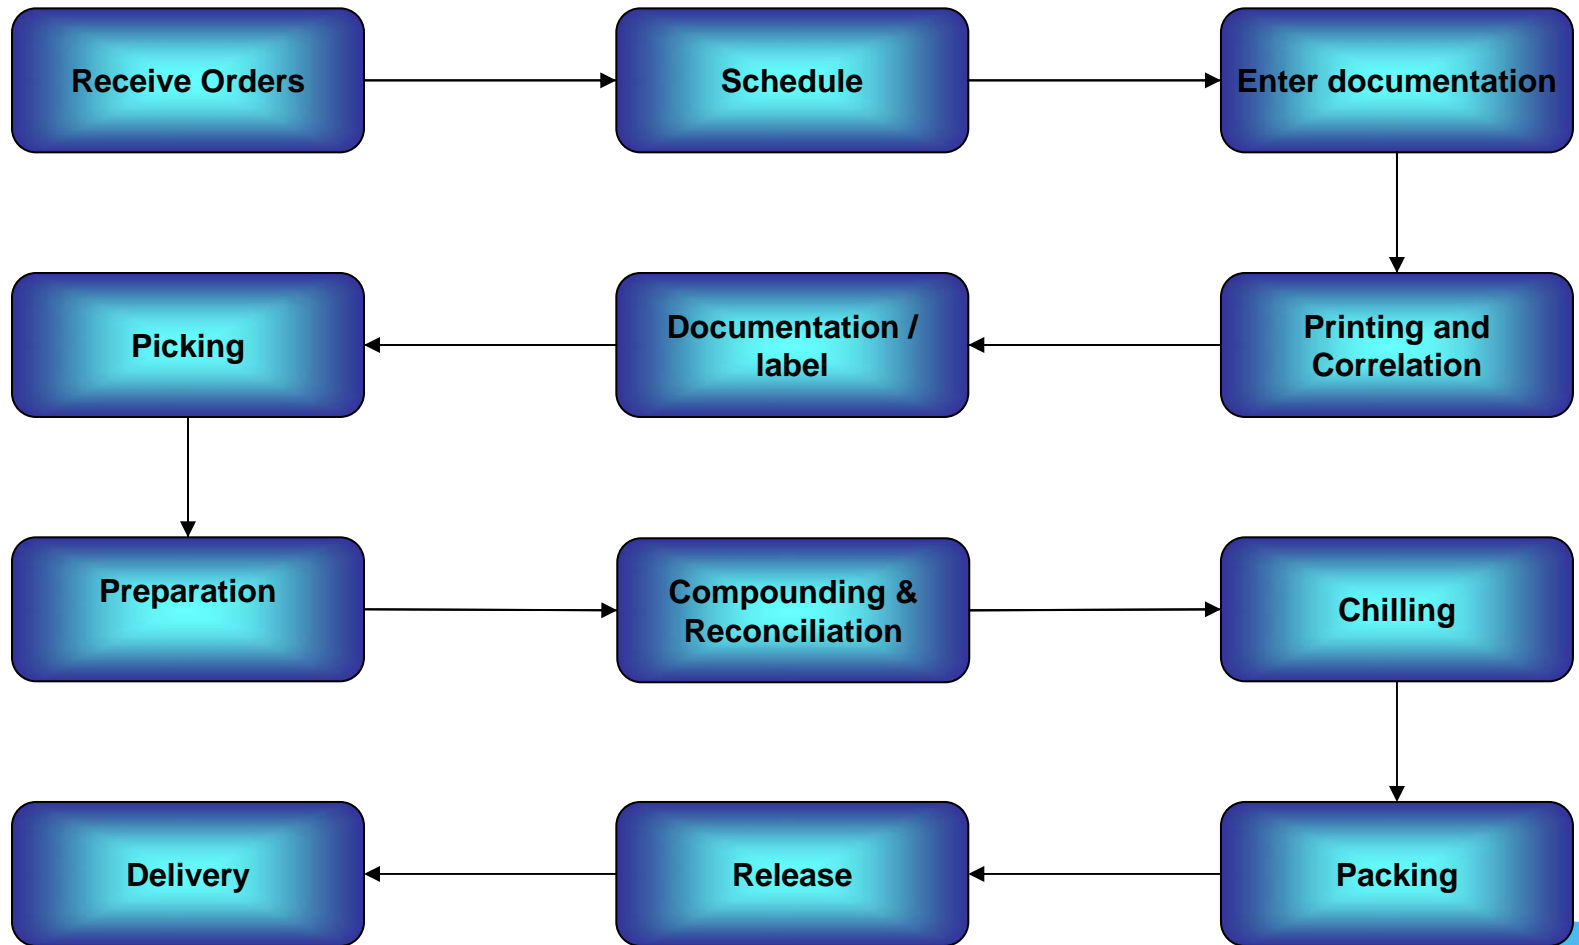 Receive Orders
Schedule
Enter documentation
Printing and
Correlation
Documentation /
label
Picking
Preparation
Compounding &
Reconciliation
Chilling
Packing
Release
Delivery